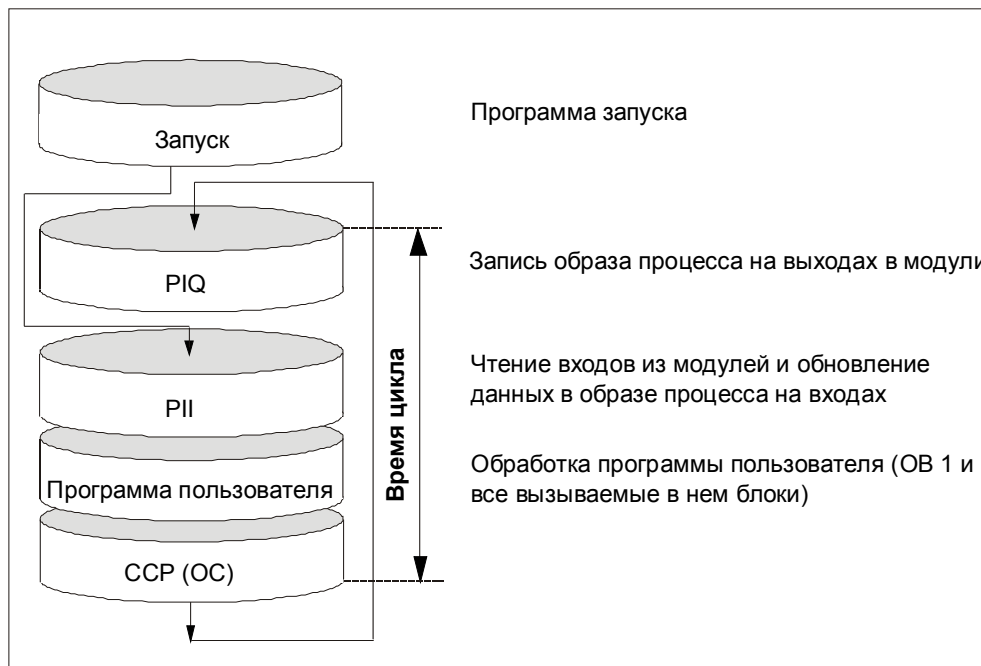 Запуск
Программа запуска
PIQ
Запись образа процесса на выходах в модули
PII
Чтение входов из модулей и обновление
данных в образе процесса на входах
Время цикла
Программа пользователя
Обработка программы пользователя (OB 1 и
все вызываемые в нем блоки)
CCP (ОС)